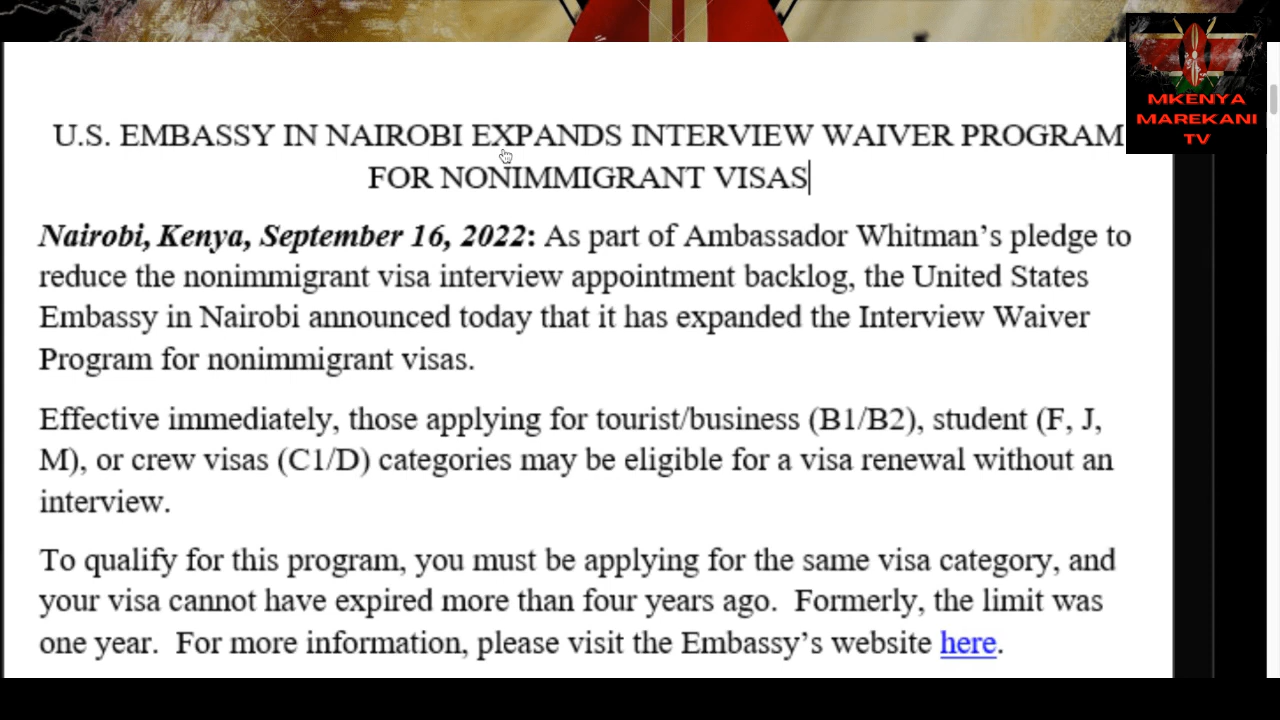 MKENYA
MAREKANI
TV
U.S. EMBASSY IN NAIROBI EXPANDS INTERVIEW WAIVER PROGRAM
FOR NONIMMIGRANT VISAS
Nairobi, Kenya, September 16, 2022: As part of Ambassador Whitman’s pledge to
reduce the nonimmigrant visa interview appointment backlog, the United States
Embassy in Nairobi announced today that it has expanded the Interview Waiver
Program for nonimmigrant visas.
Effective immediately, those applying for tourist/business (B1/B2), student (F, J,
M), or crew visas (C1/D) categories may be eligible for a visa renewal without an
interview.
To qualify for this program, you must be applying for the same visa category, and
your visa cannot have expired more than four years ago.  Formerly, the limit was
one year.  For more information, please visit the Embassy’s website here.